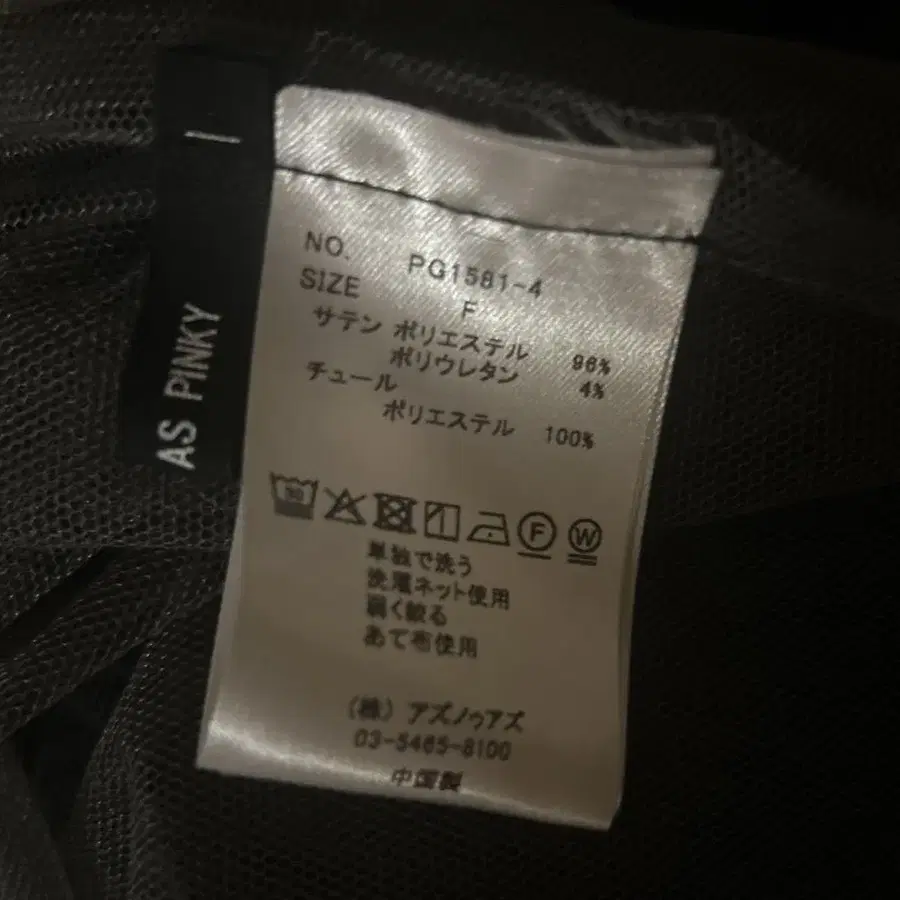 AS PINKY
NO. PG1581-4
SIZE F
サテン ポリエステル 96%
ポリウレタン 4%
チュール
ポリエステル 100%
30
F W
単独で洗う
洗濯ネット使用
弱く絞る
あて布使用
(株) アズノゥアズ
03-5465-8100
中国製